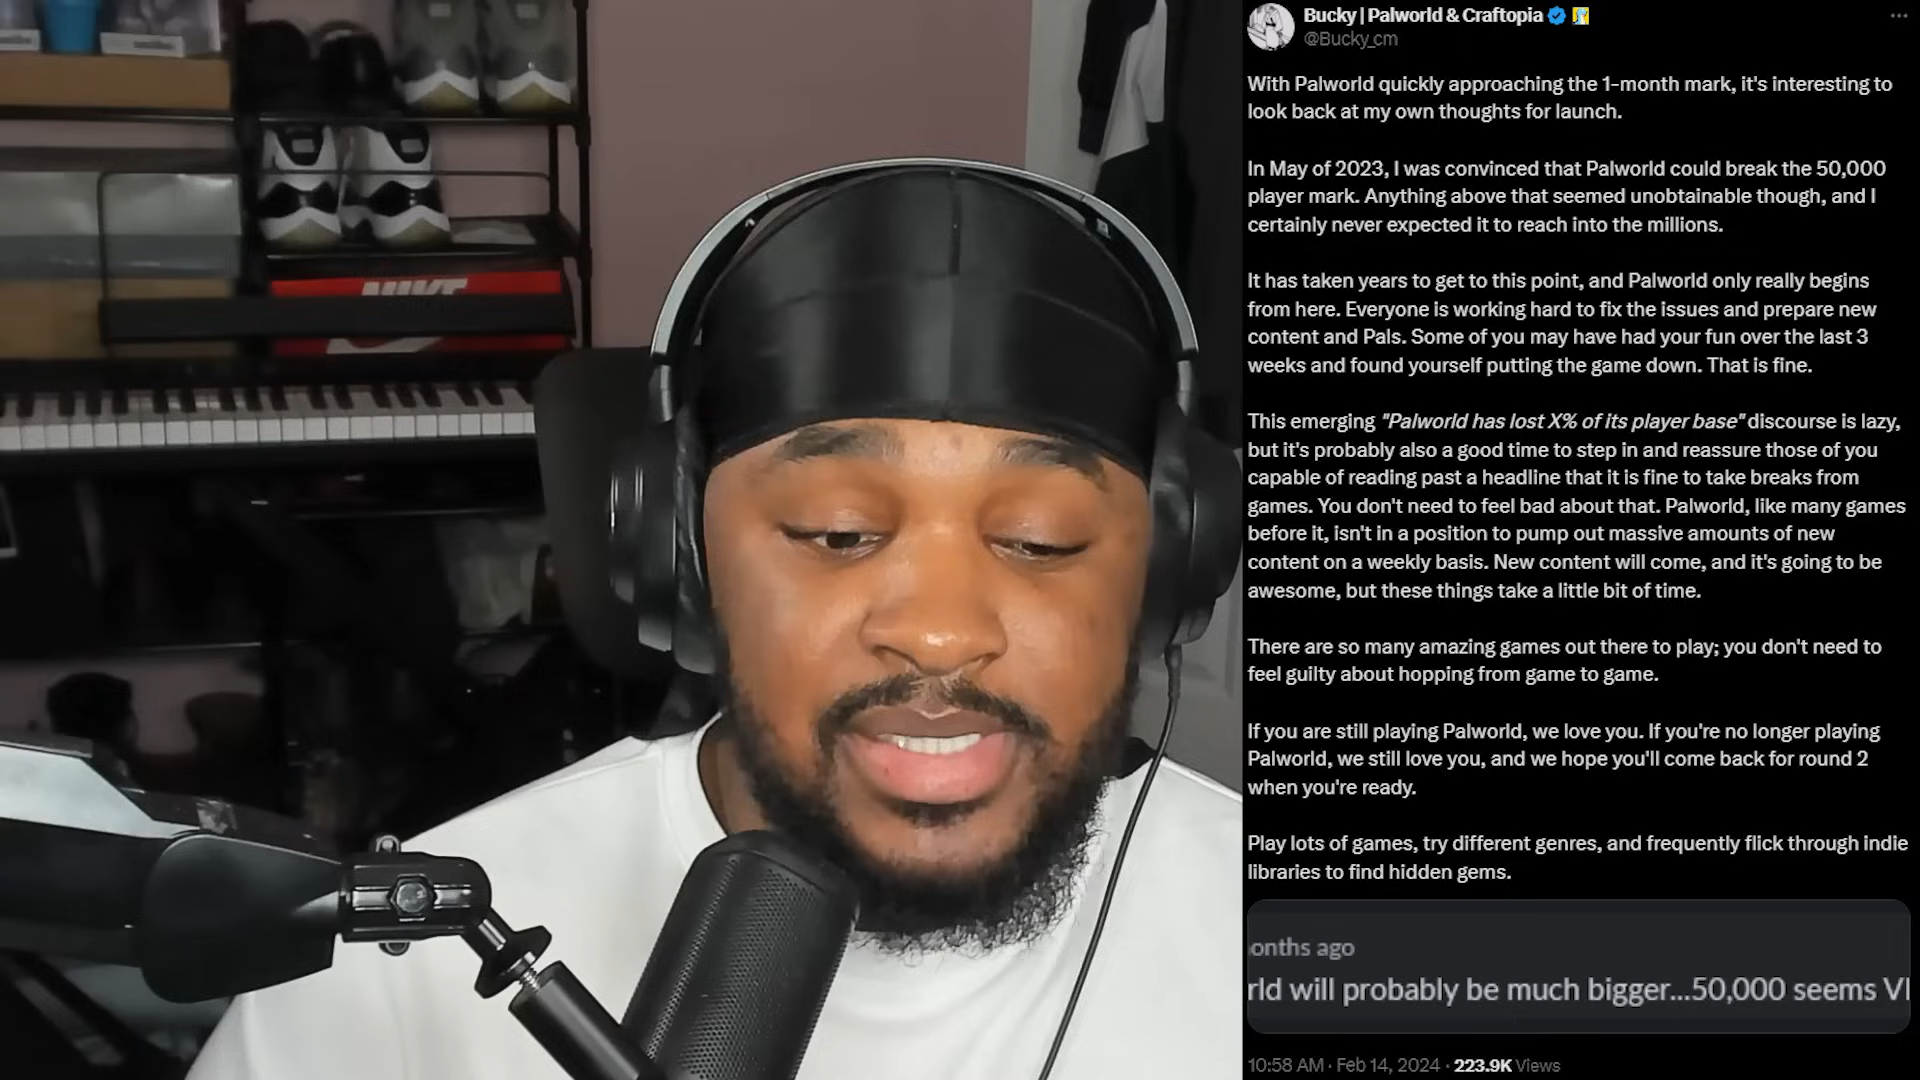 Bucky | Palworld & Craftopia
@Bucky_cm
With Palworld quickly approaching the 1-month mark, it's interesting to
look back at my own thoughts for launch.
In May of 2023, I was convinced that Palworld could break the 50,000
player mark. Anything above that seemed unobtainable though, and I
certainly never expected it to reach into the millions.
It has taken years to get to this point, and Palworld only really begins
from here. Everyone is working hard to fix the issues and prepare new
content and Pals. Some of you may have had your fun over the last 3
weeks and found yourself putting the game down. That is fine.
This emerging "Palworld has lost X% of its player base" discourse is lazy,
but it's probably also a good time to step in and reassure those of you
capable of reading past a headline that it is fine to take breaks from
games. You don't need to feel bad about that. Palworld, like many games
before it, isn't in a position to pump out massive amounts of new
content on a weekly basis. New content will come, and it's going to be
awesome, but these things take a little bit of time.
There are so many amazing games out there to play; you don't need to
feel guilty about hopping from game to game.
If you are still playing Palworld, we love you. If you're no longer playing
Palworld, we still love you, and we hope you'll come back for round 2
when you're ready.
Play lots of games, try different genres, and frequently flick through indie
libraries to find hidden gems.
onths ago
rld will probably be much bigger...50,000 seems
10:58 AM · Feb 14, 2024 · 223.9K Views
NIKE